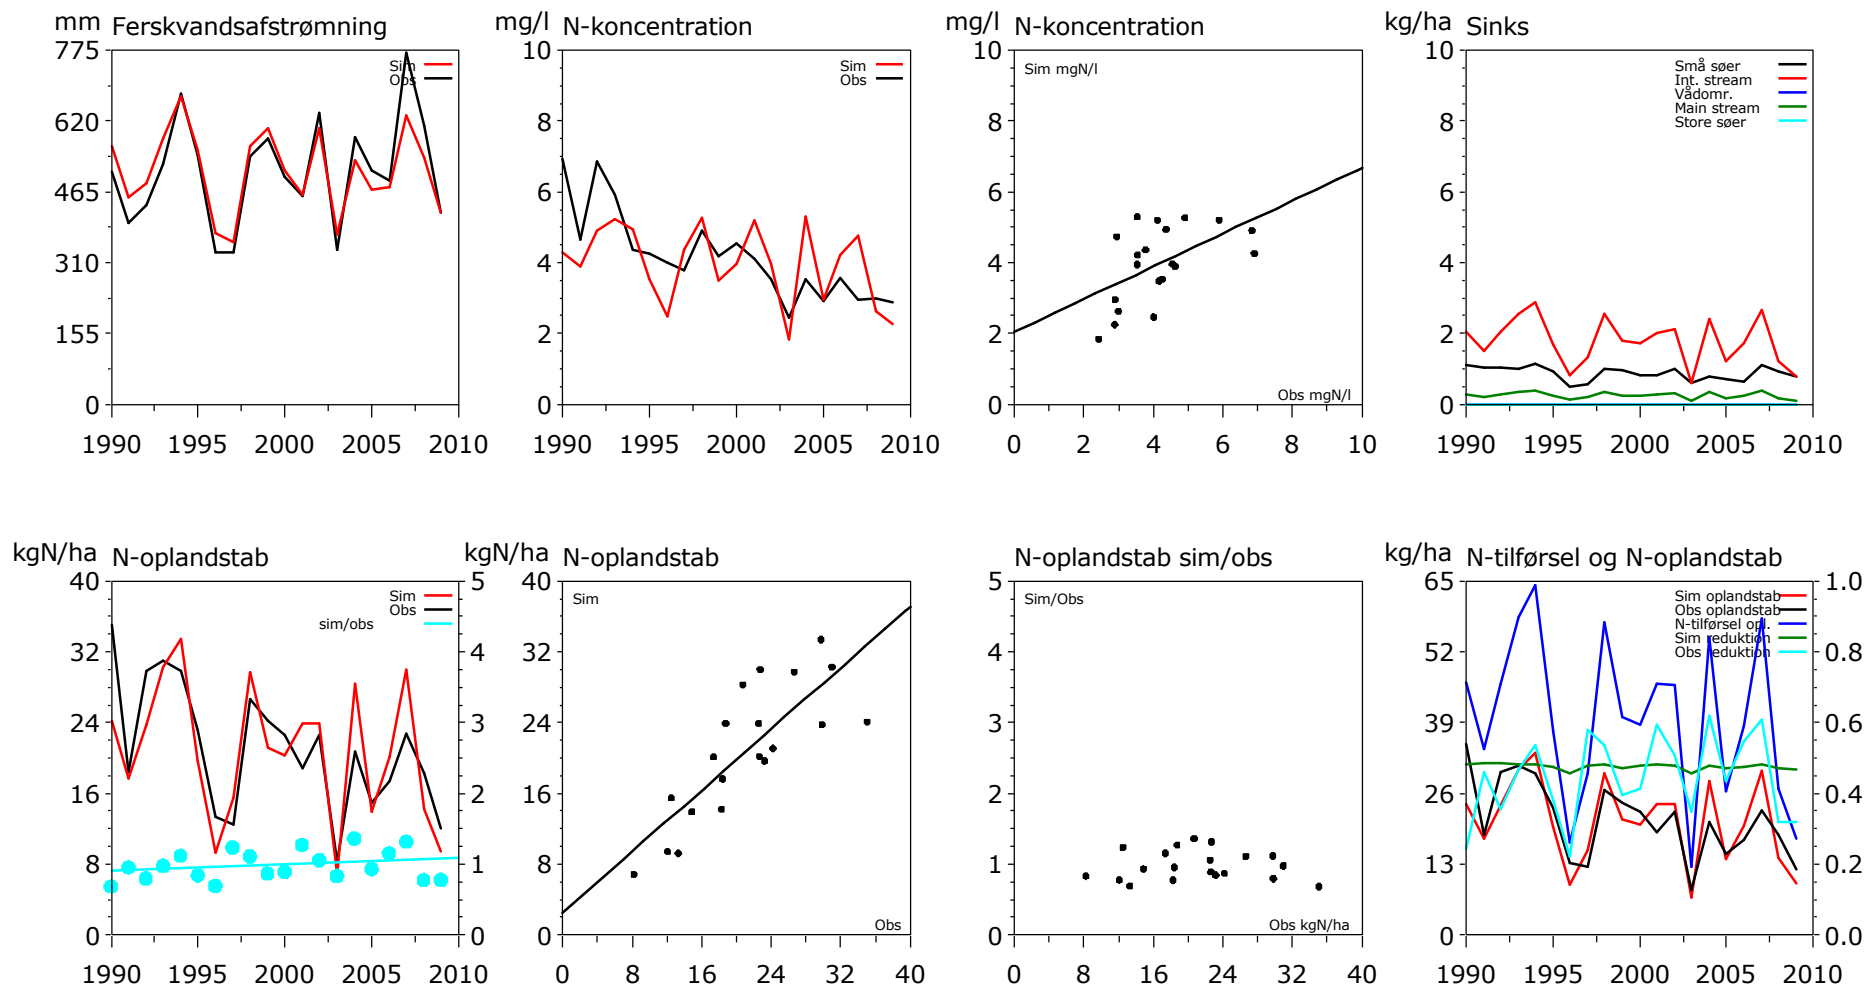 mm Ferskvandsafstrømning
775
620
465
310
155
0
1990 1995 2000 2005 2010
Sim
Obs
mg/l N-koncentration
10
8
6
4
2
0
1990 1995 2000 2005 2010
Sim
Obs
mg/l N-koncentration
10
8
6
4
2
0
0 2 4 6 8 10
Sim mgN/l
Obs mgN/l
kg/ha Sinks
10
8
6
4
2
0
1990 1995 2000 2005 2010
Små søer
Int. stream
Vådomr.
Main stream
Store søer
kgN/ha N-oplandstab
40
32
24
16
8
0
5
4
3
2
1
0
1990 1995 2000 2005 2010
Sim
Obs
sim/obs
kgN/ha N-oplandstab
0 8 16 24 32 40
Sim
Obs
N-oplandstab sim/obs
5
4
3
2
1
0
0 8 16 24 32 40
Sim/Obs
Obs kgN/ha
kg/ha N-tilførsel og N-oplandstab
65
52
39
26
13
0
1.0
0.8
0.6
0.4
0.2
0.0
1990 1995 2000 2005 2010
Sim oplandstab
Obs oplandstab
N-tilførsel opl.
Sim reduktion
Obs reduktion